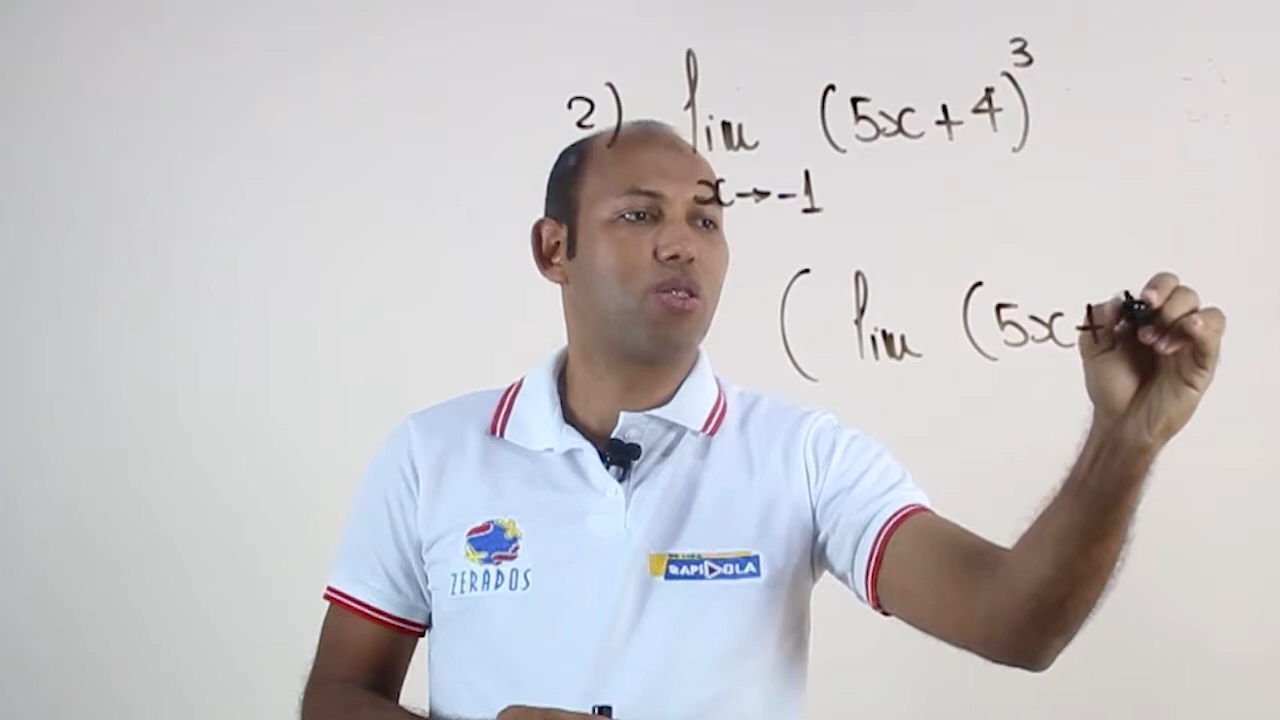 2) lim (5x+4)³
x→-1
( lim (5x+
ZERADOS
RAPIDOLA